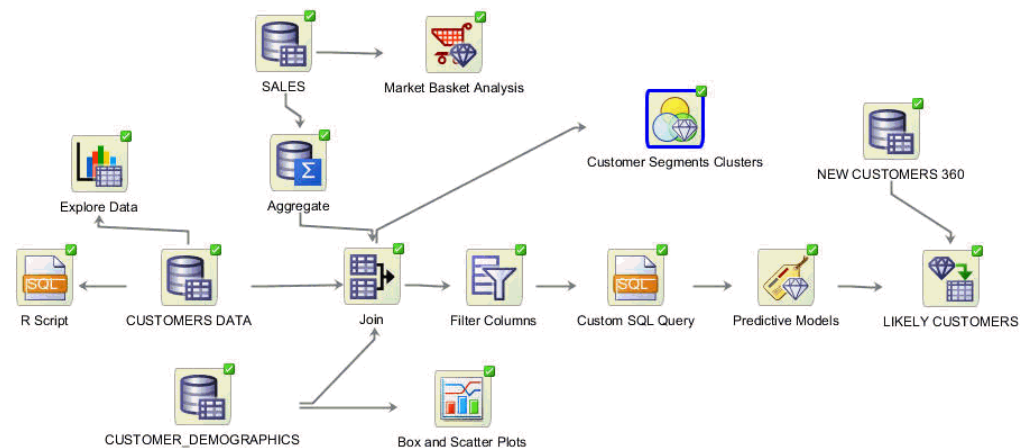 SALES
Market Basket Analysis
Customer Segments Clusters
NEW CUSTOMERS 360
Explore Data
Aggregate
SQL
R Script
CUSTOMERS DATA
Join
Filter Columns
SQL
Custom SQL Query
Predictive Models
LIKELY CUSTOMERS
CUSTOMER_DEMOGRAPHICS
Box and Scatter Plots
Σ